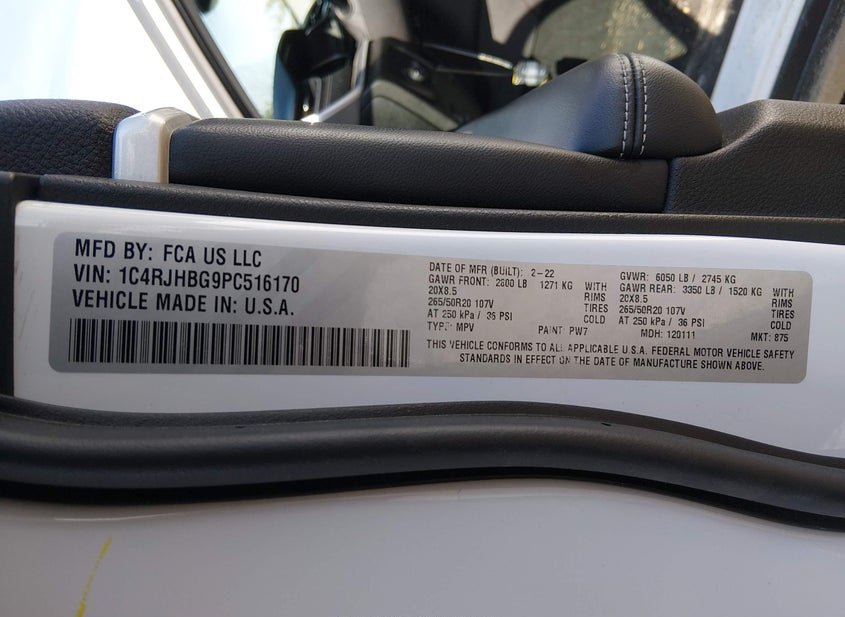 MFD BY: FCA US LLC
VIN: 1C4RJHBG9PC516170
VEHICLE MADE IN: U.S.A.
DATE OF MFR (BUILT): 2-22
GAWR FRONT: 2800 LB 1271 KG WITH
20X8.5 RIMS
265/50R20 107V TIRES
AT 250 kPa / 36 PSI COLD
TYPE: MPV PAINT: PW7
GVWR: 6050 LB / 2745 KG
GAWR REAR: 3350 LB / 1520 KG WITH
20X8.5 RIMS
265/50R20 107V TIRES
AT 250 kPa / 36 PSI COLD
MDH: 120111 MKT: 875
THIS VEHICLE CONFORMS TO ALL APPLICABLE U.S.A. FEDERAL MOTOR VEHICLE SAFETY
STANDARDS IN EFFECT ON THE DATE OF MANUFACTURE SHOWN ABOVE.